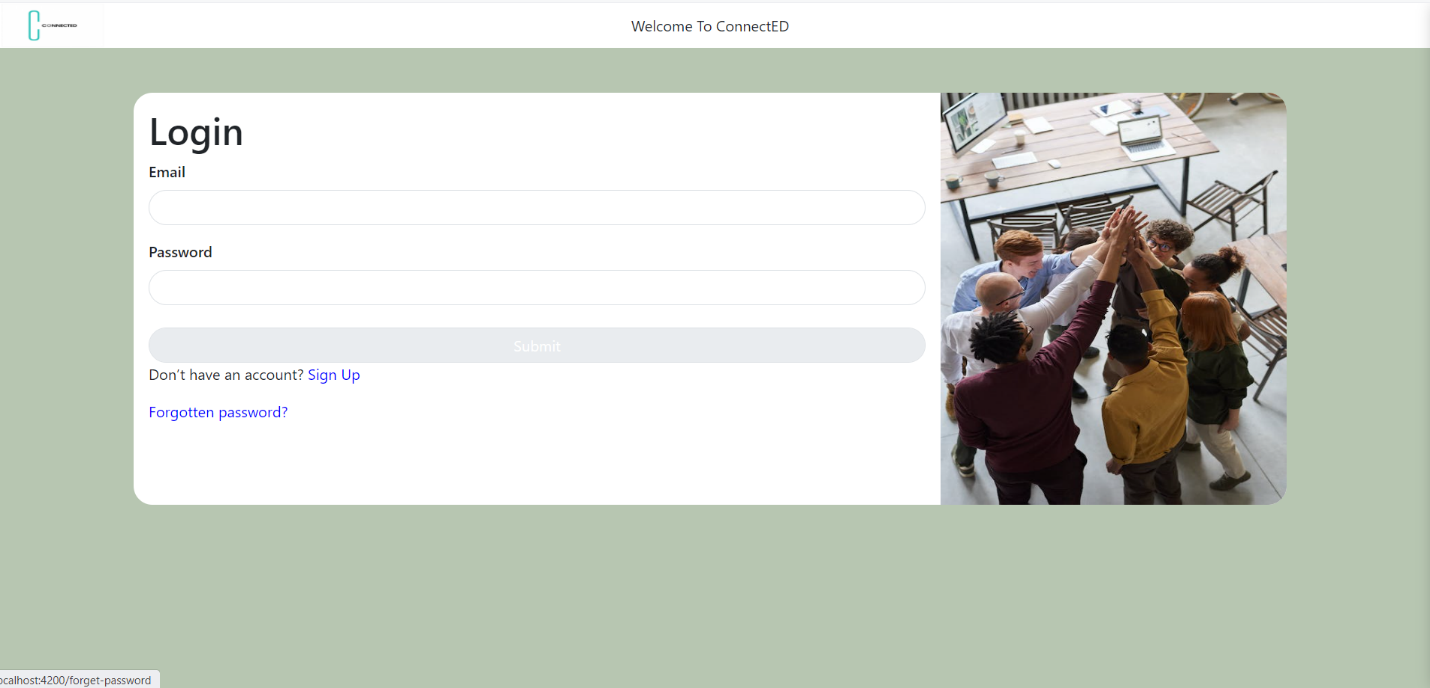 CONNECTED
Welcome To ConnectED
Login
Email
Password
Submit
Don't have an account? Sign Up
Forgotten password?
ocalhost:4200/forget-password